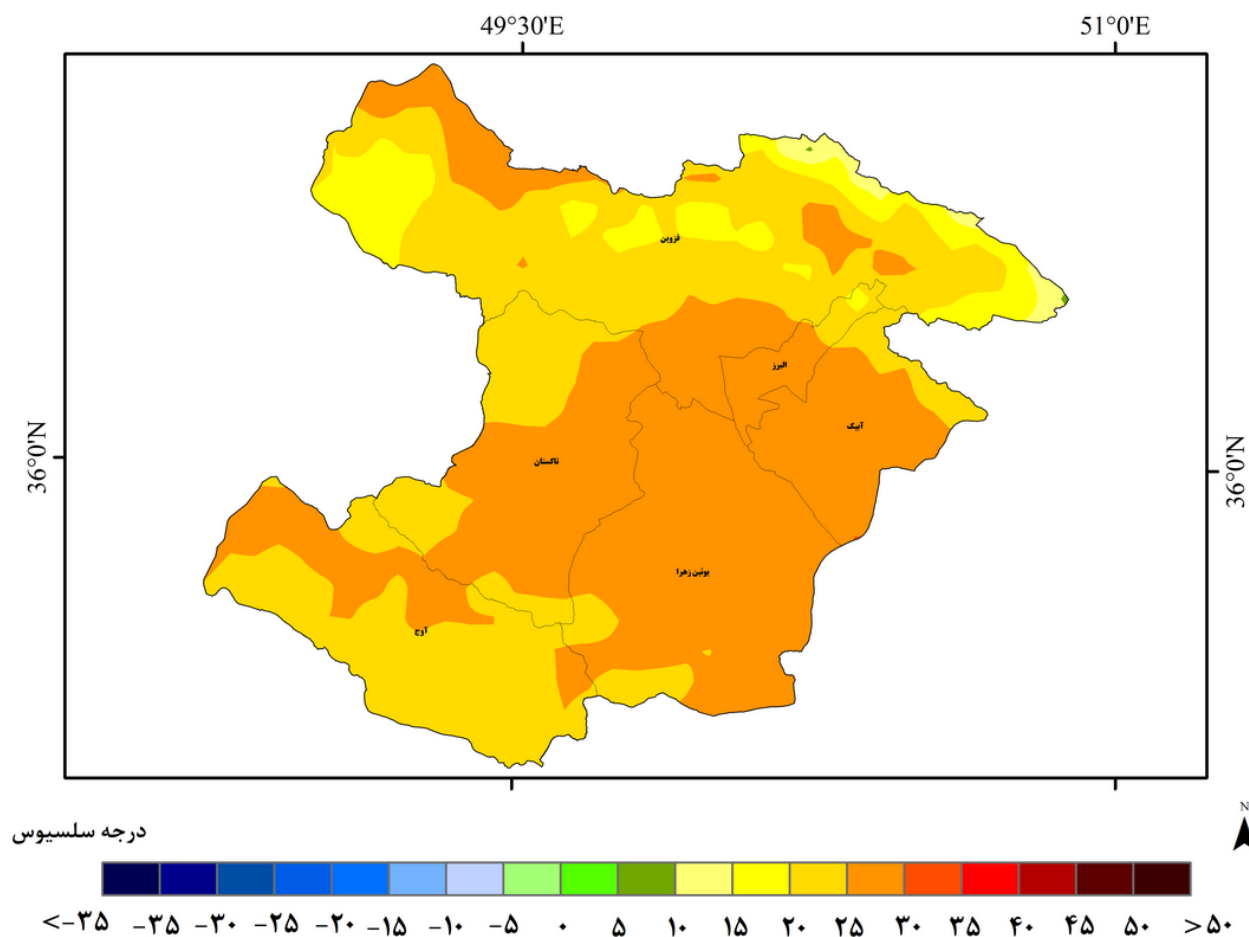 49°30'E 51°0'E
36°0'N 36°0'N
قزوین
البرز
آبیک
تاکستان
بوئین زهرا
آوج
درجه سلسیوس
N
<-۳۵ -۳۵ -۳۰ -۲۵ -۲۰ -۱۵ -۱۰ -۵ ۰ ۵ ۱۰ ۱۵ ۲۰ ۲۵ ۳۰ ۳۵ ۴۰ ۴۵ ۵۰ >۵۰